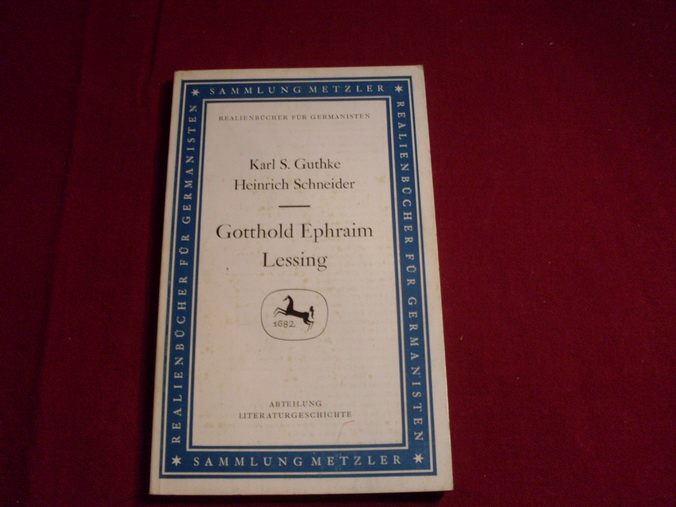 * SAMMLUNG METZLER *
REALIENBÜCHER FÜR GERMANISTEN
REALIENBÜCHER FÜR GERMANISTEN
REALIENBÜCHER FÜR GERMANISTEN
Karl S. Guthke
Heinrich Schneider
Gotthold Ephraim
Lessing
1682
ABTEILUNG
LITERATURGESCHICHTE
* SAMMLUNG METZLER *